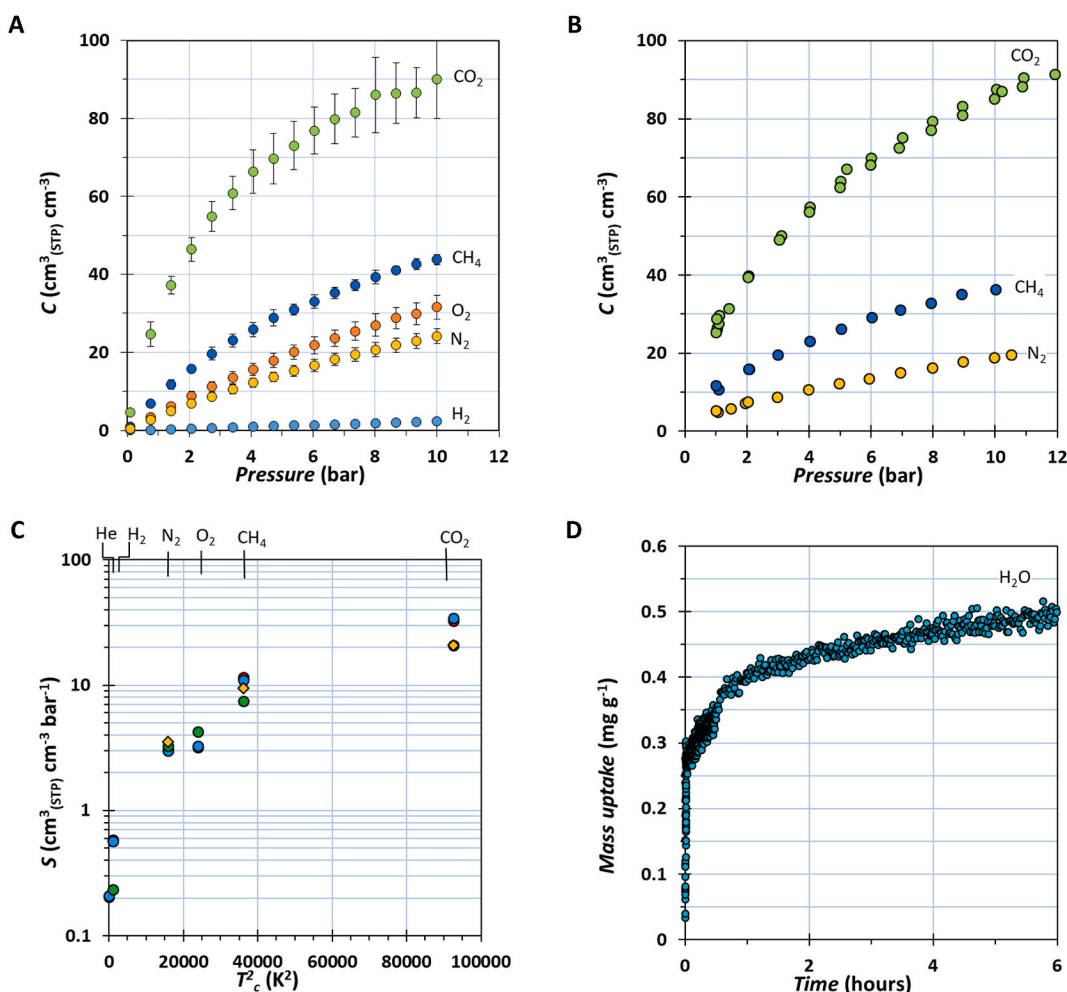 A
100
80
60
40
20
0
C (cm³(STP) cm⁻³)
CO₂
CH₄
O₂
N₂
H₂
0 2 4 6 8 10 12
Pressure (bar)
B
100
80
60
40
20
0
C (cm³(STP) cm⁻³)
CO₂
CH₄
N₂
0 2 4 6 8 10 12
Pressure (bar)
C
He H₂ N₂ O₂ CH₄ CO₂
100
10
1
0.1
S (cm³(STP) cm⁻³ bar⁻¹)
0 20000 40000 60000 80000 100000
T²c (K²)
D
0.6
0.5
0.4
0.3
0.2
0.1
0
Mass uptake (mg g⁻¹)
H₂O
0 2 4 6
Time (hours)